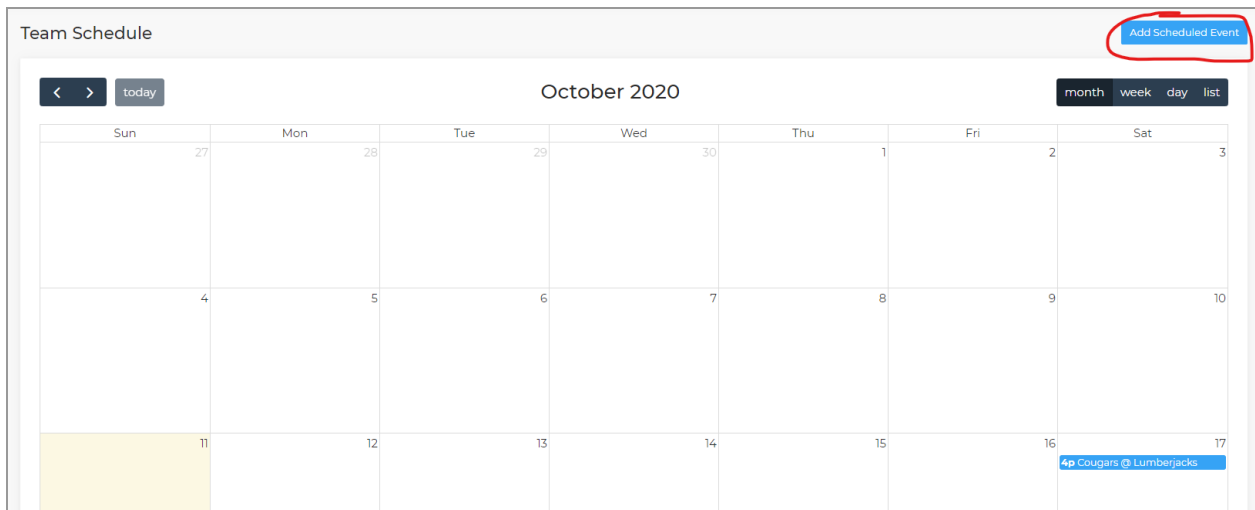 Team Schedule
Add Scheduled Event
today
October 2020
month week day list
Sun Mon Tue Wed Thu Fri Sat
27 28 29 30 1 2 3
4 5 6 7 8 9 10
11 12 13 14 15 16 17
4p Cougars @ Lumberjacks